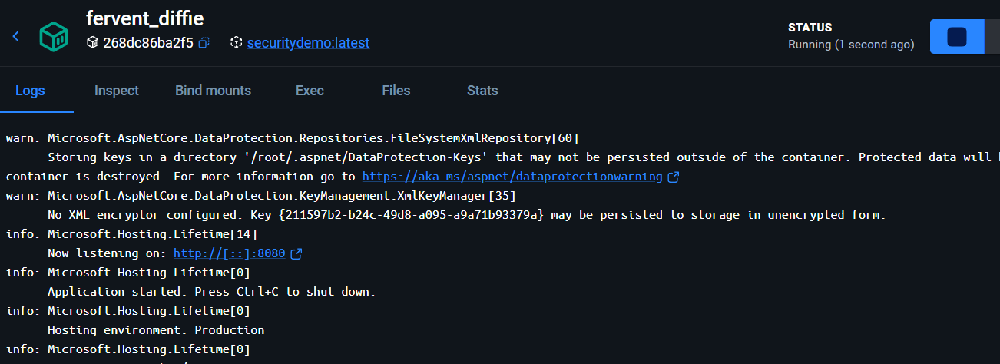 fervent_diffie
268dc86ba2f5 securitydemo:latest
STATUS
Running (1 second ago)
Logs Inspect Bind mounts Exec Files Stats
warn: Microsoft.AspNetCore.DataProtection.Repositories.FileSystemXmlRepository[60]
Storing keys in a directory '/root/.aspnet/DataProtection-Keys' that may not be persisted outside of the container. Protected data will
container is destroyed. For more information go to https://aka.ms/aspnet/dataprotectionwarning
warn: Microsoft.AspNetCore.DataProtection.KeyManagement.XmlKeyManager[35]
No XML encryptor configured. Key {211597b2-b24c-49d8-a095-a9a71b93379a} may be persisted to storage in unencrypted form.
info: Microsoft.Hosting.Lifetime[14]
Now listening on: http://[::]:8080
info: Microsoft.Hosting.Lifetime[0]
Application started. Press Ctrl+C to shut down.
info: Microsoft.Hosting.Lifetime[0]
Hosting environment: Production
info: Microsoft.Hosting.Lifetime[0]